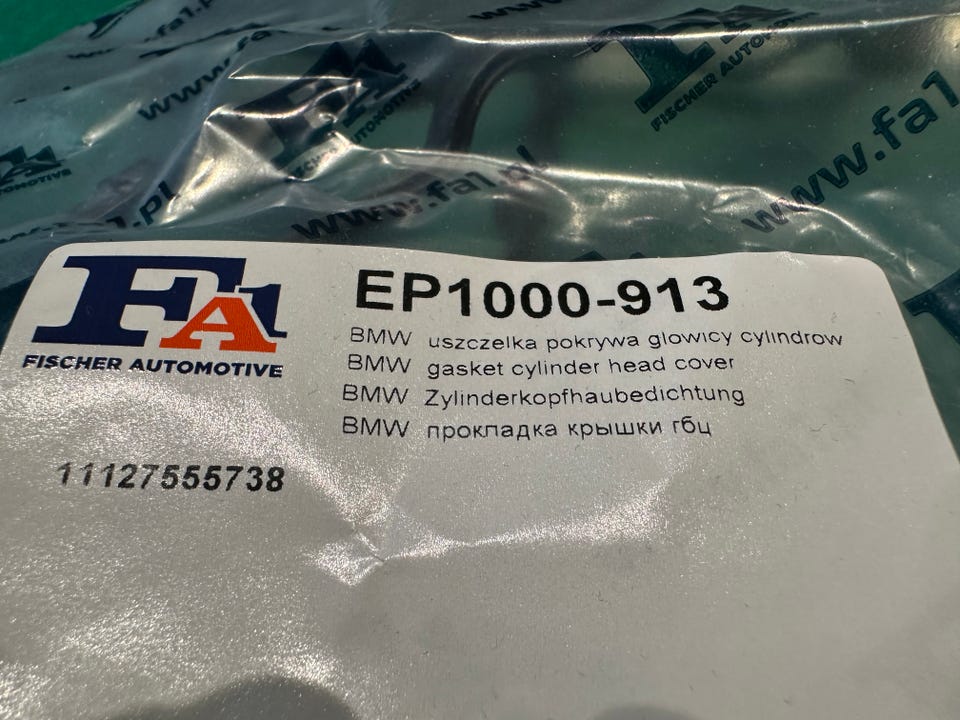 www.fa1.pl
FISCHER AUTOMOTIVE
www.fa1
FA1
FISCHER AUTOMOTIVE
EP1000-913
BMW uszczelka pokrywa glowicy cylindrow
BMW gasket cylinder head cover
BMW Zylinderkopfhaubedichtung
BMW прокладка крышки гбц
11127555738